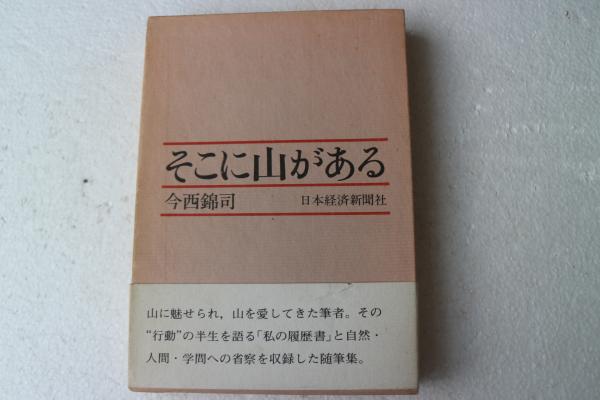 そこに山がある
今西錦司 日本経済新聞社
山に魅せられ，山を愛してきた筆者。その
“行動”の半生を語る「私の履歴書」と自然・
人間・学問への省察を収録した随筆集。